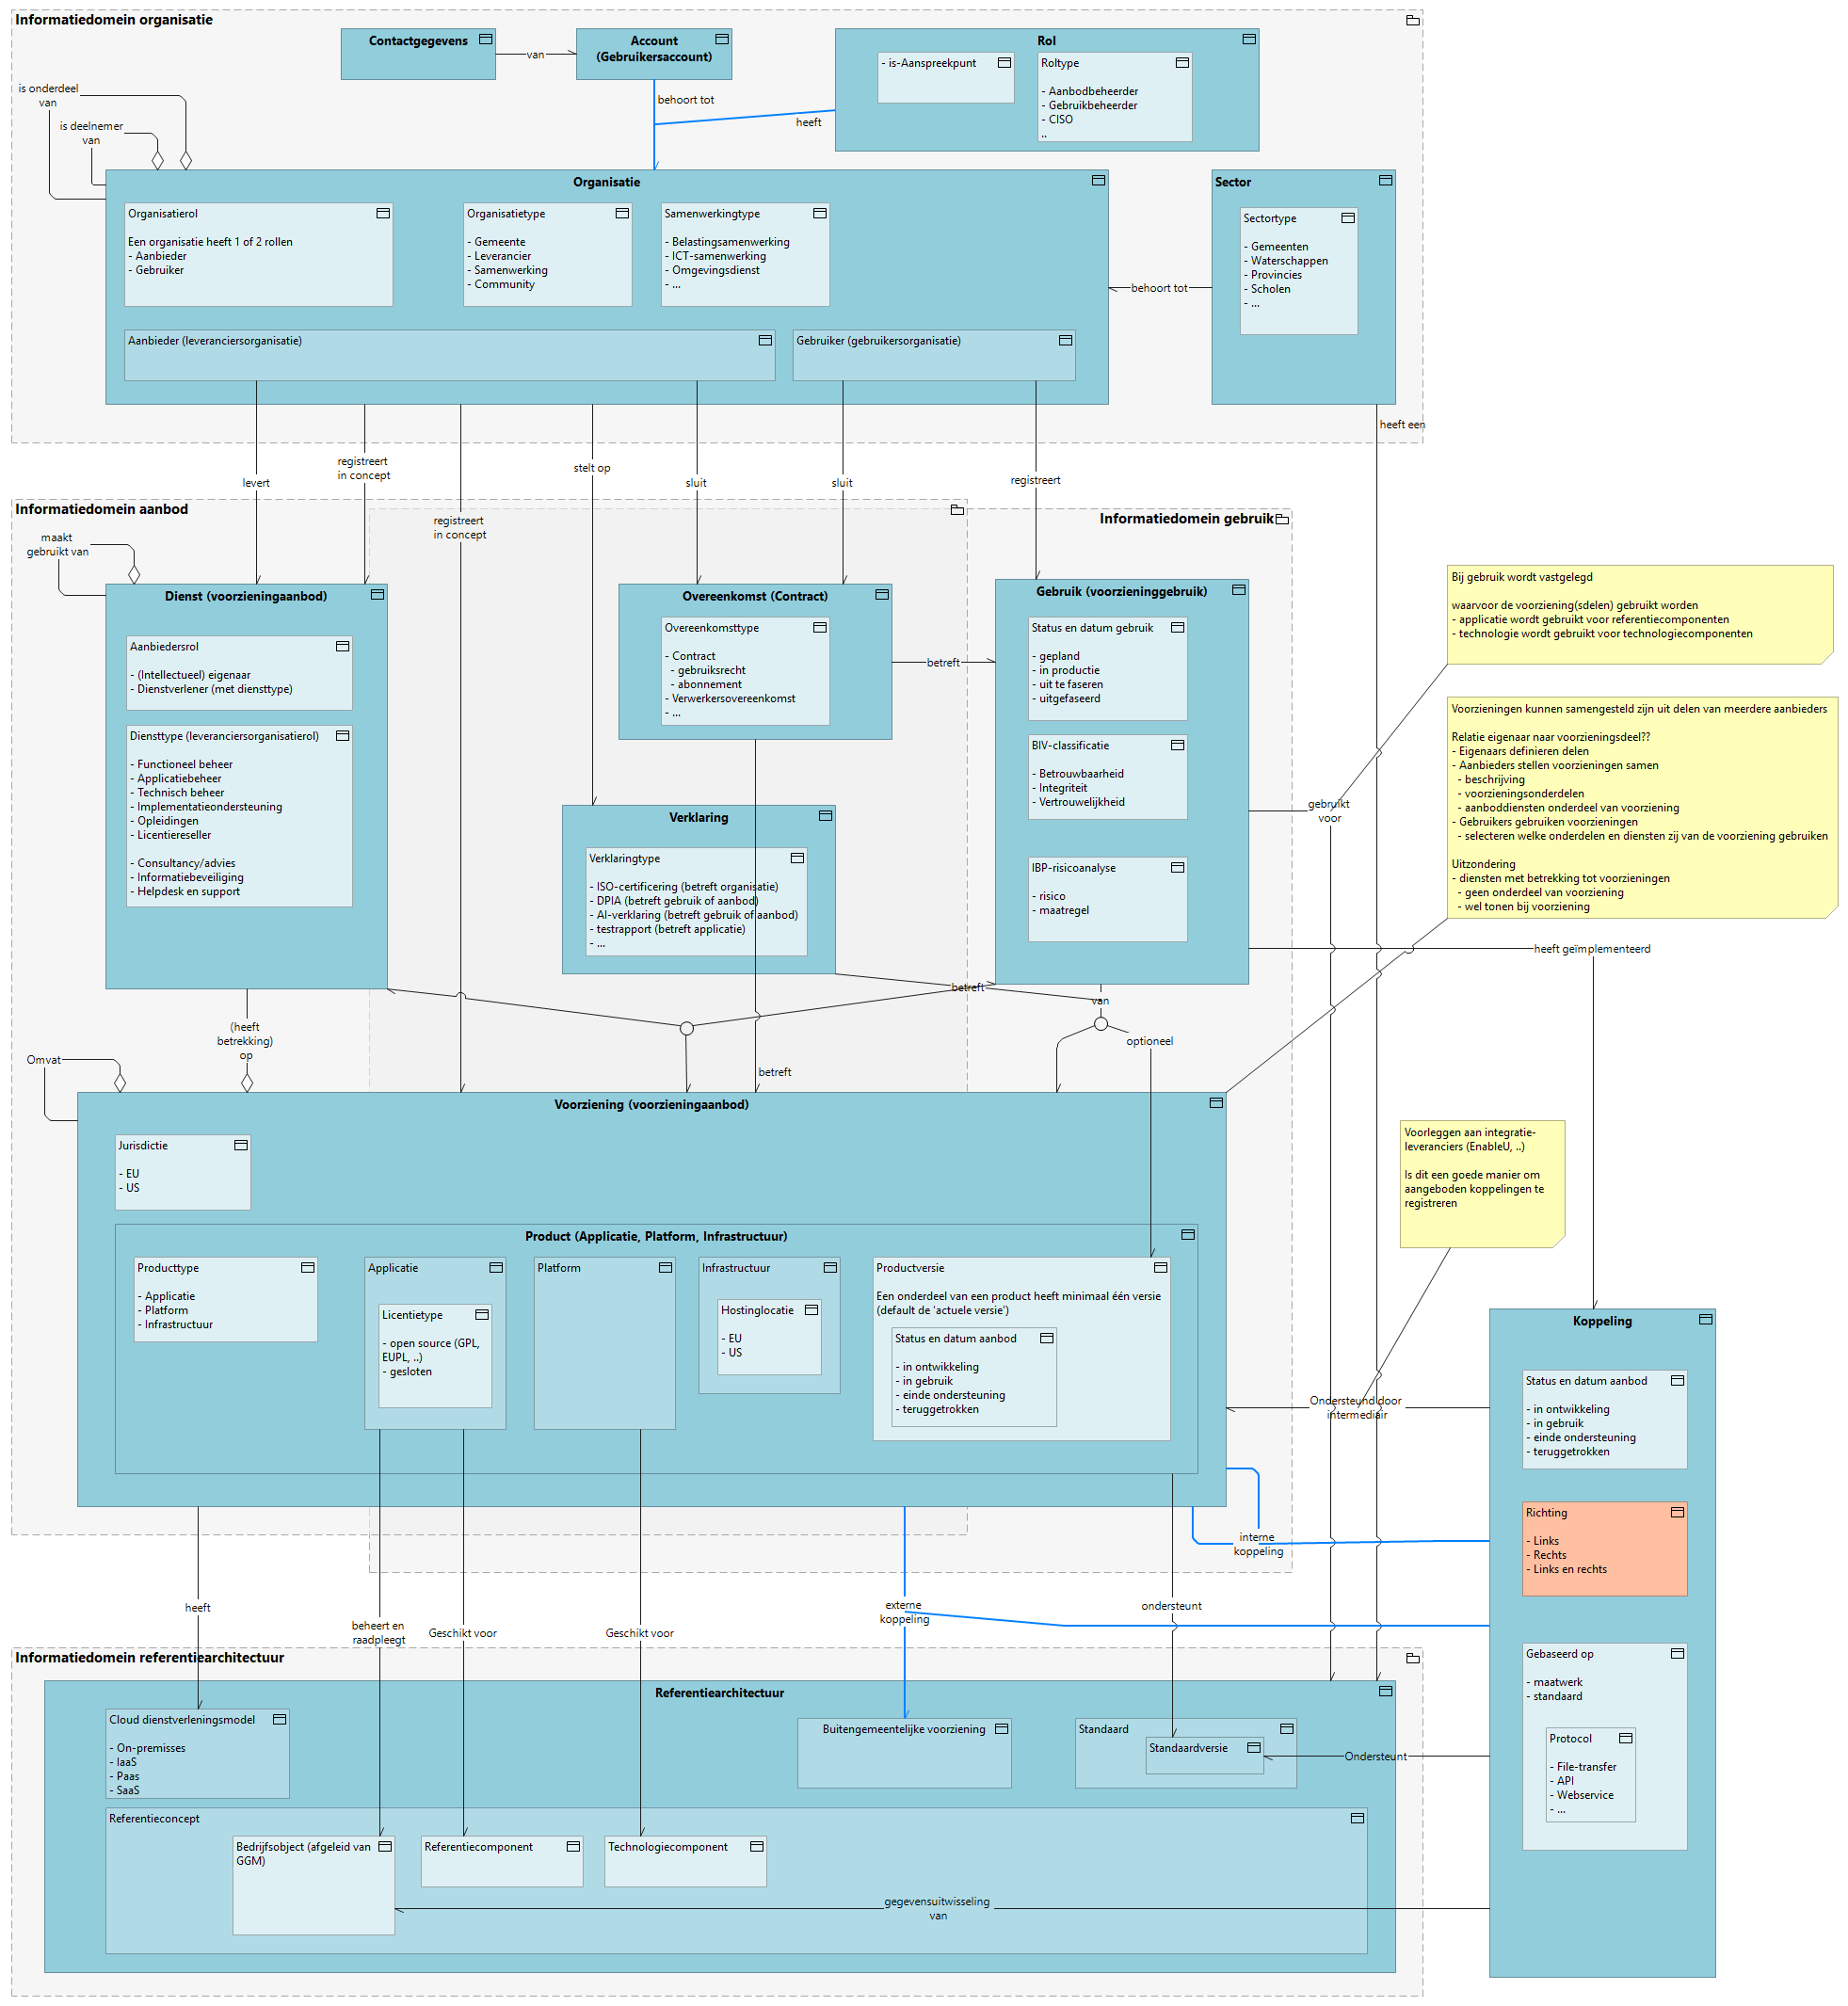 Informatiedomein organisatie
Contactgegevens
van
Account
(Gebruikersaccount)
Rol
- is-Aanspreekpunt
Roltype
- Aanbodbeheerder
- Gebruikbeheerder
- CISO
..
behoort tot
heeft
is onderdeel
van
is deelnemer
van
Organisatie
Organisatierol
Een organisatie heeft 1 of 2 rollen
- Aanbieder
- Gebruiker
Organisatietype
- Gemeente
- Leverancier
- Samenwerking
- Community
Samenwerkingtype
- Belastingsamenwerking
- ICT-samenwerking
- Omgevingsdienst
- ...
Aanbieder (leveranciersorganisatie)
Gebruiker (gebruikersorganisatie)
Sector
Sectortype
- Gemeenten
- Waterschappen
- Provincies
- Scholen
- ...
behoort tot
heeft een
levert
registreert
in concept
registreert
in concept
stelt op
sluit
sluit
registreert
Informatiedomein aanbod
Informatiedomein gebruik
maakt
gebruikt van
Dienst (voorzieningaanbod)
Aanbiedersrol
- (Intellectueel) eigenaar
- Dienstverlener (met diensttype)
Diensttype (leveranciersorganisatierol)
- Functioneel beheer
- Applicatiebeheer
- Technisch beheer
- Implementatieondersteuning
- Opleidingen
- Licentiereseller
- Consultancy/advies
- Informatiebeveiliging
- Helpdesk en support
Overeenkomst (Contract)
Overeenkomsttype
- Contract
- gebruiksrecht
- abonnement
- Verwerkersovereenkomst
- ...
betreft
Gebruik (voorzieninggebruik)
Status en datum gebruik
- gepland
- in productie
- uit te faseren
- uitgefaseerd
BIV-classificatie
- Betrouwbaarheid
- Integriteit
- Vertrouwelijkheid
IBP-risicoanalyse
- risico
- maatregel
Verklaring
Verklaringtype
- ISO-certificering (betreft organisatie)
- DPIA (betreft gebruik of aanbod)
- AI-verklaring (betreft gebruik of aanbod)
- testrapport (betreft applicatie)
- ...
Bij gebruik wordt vastgelegd
waarvoor de voorziening(sdelen) gebruikt worden
- applicatie wordt gebruikt voor referentiecomponenten
- technologie wordt gebruikt voor technologiecomponenten
Voorzieningen kunnen samengesteld zijn uit delen van meerdere aanbieders
Relatie eigenaar naar voorzieningsdeel??
- Eigenaars definieren delen
- Aanbieders stellen voorzieningen samen
- beschrijving
- voorzieningsonderdelen
- aanboddiensten onderdeel van voorziening
- Gebruikers gebruiken voorzieningen
- selecteren welke onderdelen en diensten zij van de voorziening gebruiken
Uitzondering
- diensten met betrekking tot voorzieningen
- geen onderdeel van voorziening
- wel tonen bij voorziening
gebruikt
voor
heeft geïmplementeerd
betreft
van
optioneel
(heeft
betrekking)
op
Omvat
betreft
Voorziening (voorzieningaanbod)
Jurisdictie
- EU
- US
Product (Applicatie, Platform, Infrastructuur)
Producttype
- Applicatie
- Platform
- Infrastructuur
Applicatie
Licentietype
- open source (GPL,
EUPL, ..)
- gesloten
Platform
Infrastructuur
Hostinglocatie
- EU
- US
Productversie
Een onderdeel van een product heeft minimaal één versie
(default de 'actuele versie')
Status en datum aanbod
- in ontwikkeling
- in gebruik
- einde ondersteuning
- teruggetrokken
Voorleggen aan integratie-
leveranciers (EnableU, ..)
Is dit een goede manier om
aangeboden koppelingen te
registreren
Koppeling
Status en datum aanbod
- in ontwikkeling
- in gebruik
- einde ondersteuning
- teruggetrokken
Richting
- Links
- Rechts
- Links en rechts
Gebaseerd op
- maatwerk
- standaard
Protocol
- File-transfer
- API
- Webservice
- ...
Ondersteund door
intermediair
interne
koppeling
externe
koppeling
ondersteunt
heeft
beheert en
raadpleegt
Geschikt voor
Geschikt voor
Informatiedomein referentiearchitectuur
Referentiearchitectuur
Cloud dienstverleningsmodel
- On-premisses
- IaaS
- Paas
- SaaS
Buitengemeentelijke voorziening
Standaard
Standaardversie
Ondersteunt
Referentieconcept
Bedrijfsobject (afgeleid van
GGM)
Referentiecomponent
Technologiecomponent
gegevensuitwisseling
van